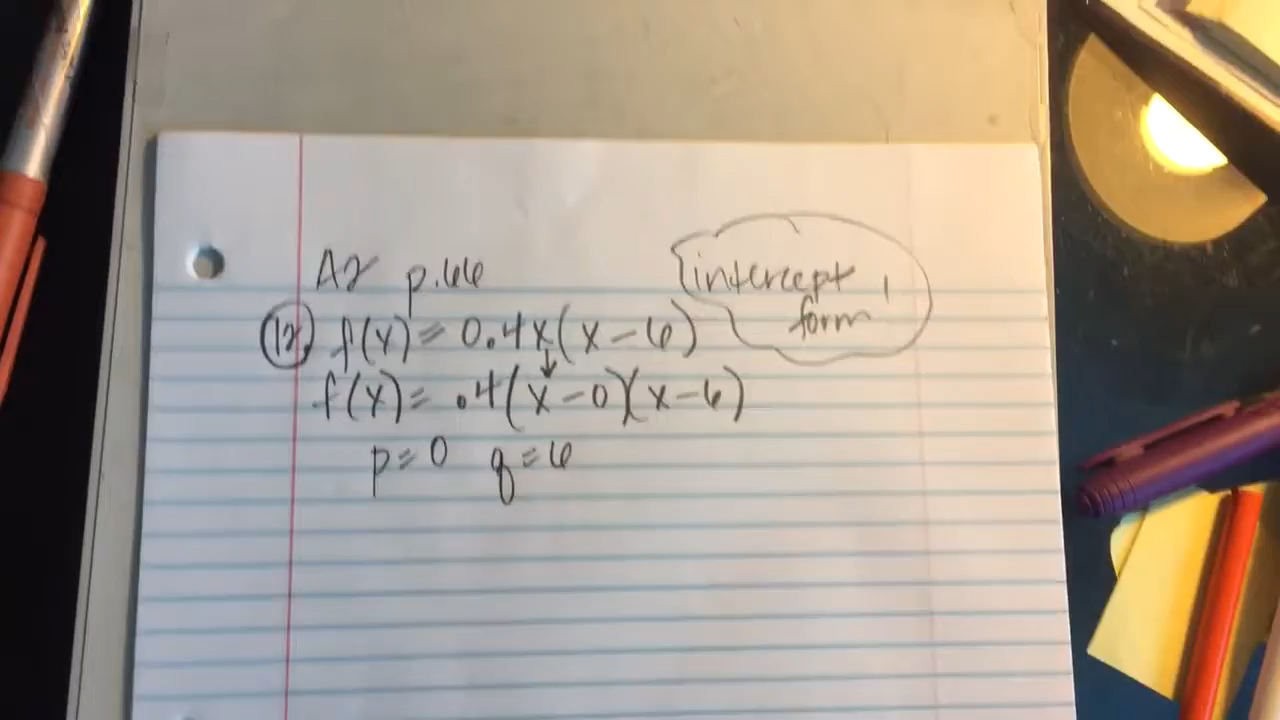 A2 p.66
intercept
form
12 f(x) = 0.4x(x-6)
f(x) = .4(x-0)(x-6)
p=0 q=6